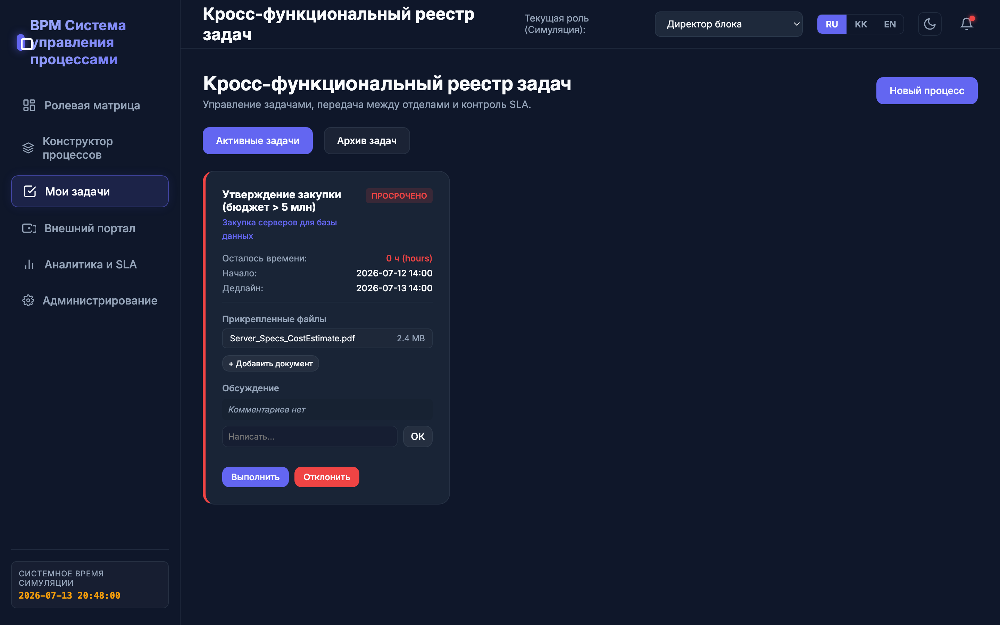 BPM Система
управления
процессами
Кросс-функциональный реестр
задач
Текущая роль
(Симуляция):
Директор блока
RU KK EN
Ролевая матрица
Конструктор
процессов
Мои задачи
Внешний портал
Аналитика и SLA
Администрирование
СИСТЕМНОЕ ВРЕМЯ
СИМУЛЯЦИИ
2026-07-13 20:48:00
Кросс-функциональный реестр задач
Управление задачами, передача между отделами и контроль SLA.
Новый процесс
Активные задачи
Архив задач
Утверждение закупки
(бюджет > 5 млн)
ПРОСРОЧЕНО
Закупка серверов для базы
данных
Осталось времени: 0 ч (hours)
Начало: 2026-07-12 14:00
Дедлайн: 2026-07-13 14:00
Прикрепленные файлы
Server_Specs_CostEstimate.pdf 2.4 MB
+ Добавить документ
Обсуждение
Комментариев нет
Написать...
ОК
Выполнить
Отклонить